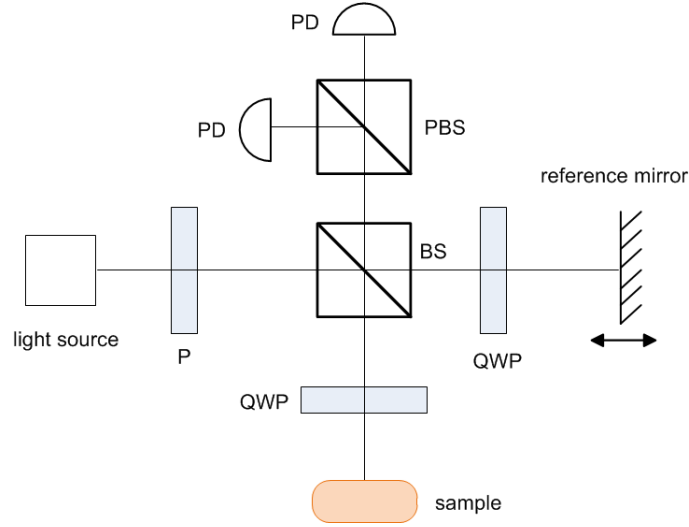 PD
PD
PBS
reference mirror
BS
light source
P
QWP
QWP
sample